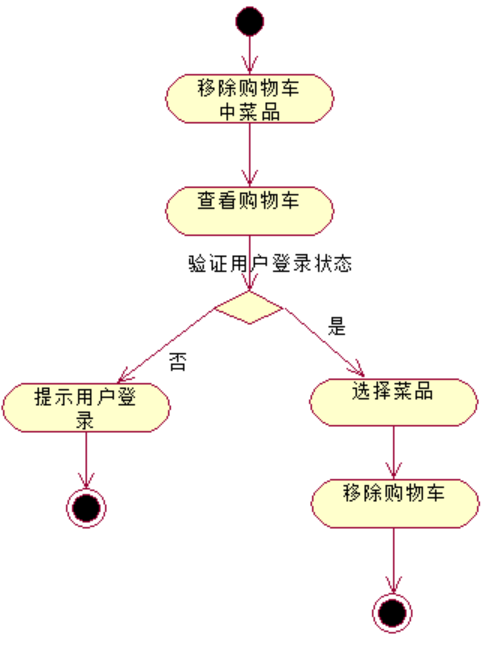 移除购物车
中菜品
查看购物车
验证用户登录状态
是
否
提示用户登
录
选择菜品
移除购物车